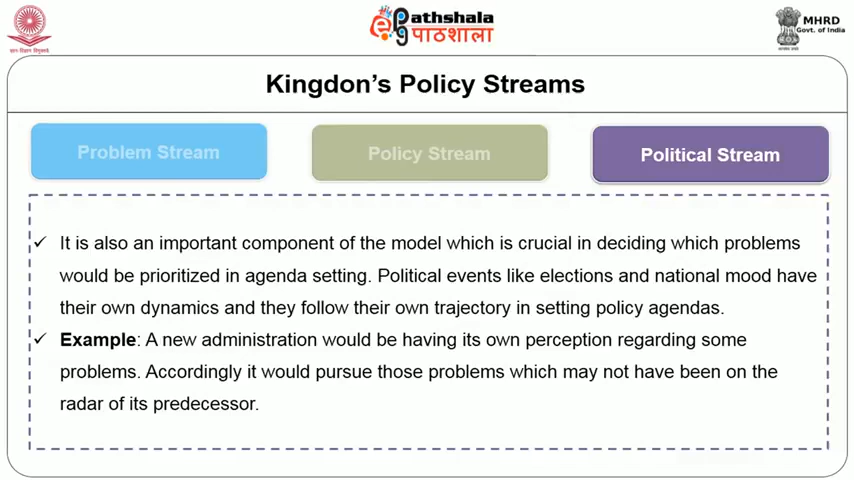 Pathshala
पाठशाला
MHRD
Govt. of India
Kingdon's Policy Streams
Problem Stream
Policy Stream
Political Stream
It is also an important component of the model which is crucial in deciding which problems
would be prioritized in agenda setting. Political events like elections and national mood have
their own dynamics and they follow their own trajectory in setting policy agendas.
Example: A new administration would be having its own perception regarding some
problems. Accordingly it would pursue those problems which may not have been on the
radar of its predecessor.